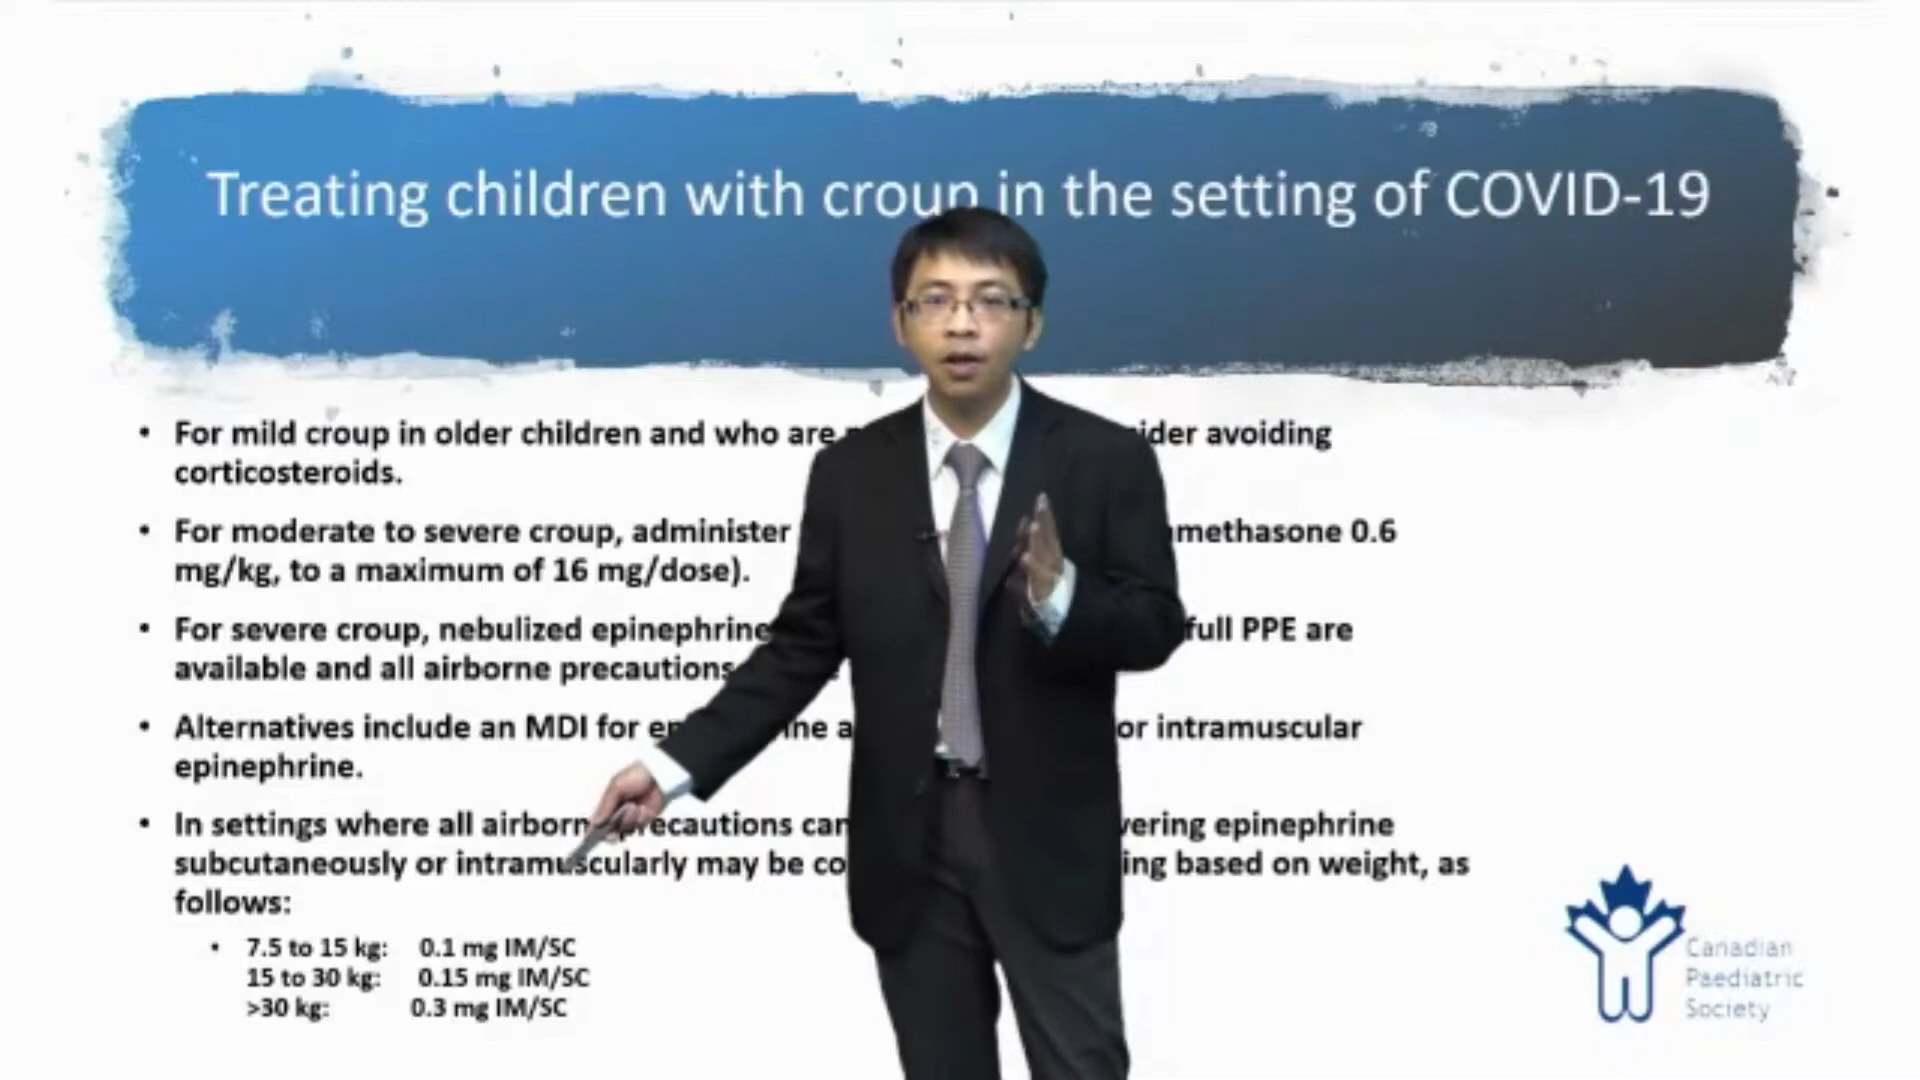 Treating children with croup in the setting of COVID-19
• For mild croup in older children and who are ider avoiding
corticosteroids.
• For moderate to severe croup, administer methasone 0.6
mg/kg, to a maximum of 16 mg/dose).
• For severe croup, nebulized epinephrine full PPE are
available and all airborne precautions
• Alternatives include an MDI for or intramuscular
epinephrine.
• In settings where all airborne precautions can vering epinephrine
subcutaneously or intramuscularly may be co ing based on weight, as
follows:
• 7.5 to 15 kg: 0.1 mg IM/SC
15 to 30 kg: 0.15 mg IM/SC
>30 kg: 0.3 mg IM/SC
Canadian
Paediatric
Society